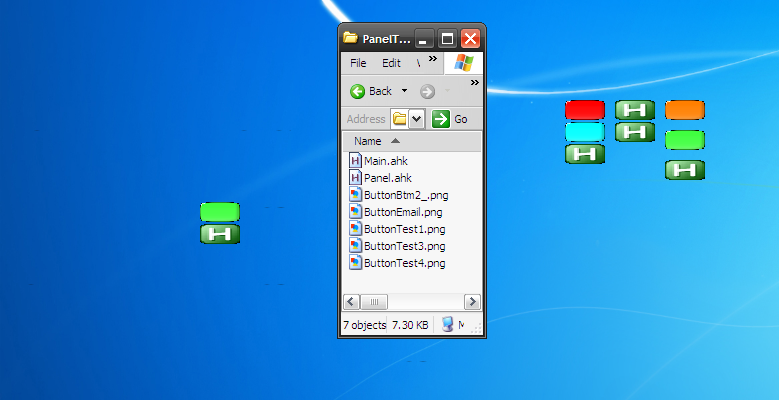 PanelT...
File Edit \ »
Back »
Address Go
Name
Main.ahk
Panel.ahk
ButtonBtm2_.png
ButtonEmail.png
ButtonTest1.png
ButtonTest3.png
ButtonTest4.png
7 objects 7.30 KB
H H
H
H
H
H